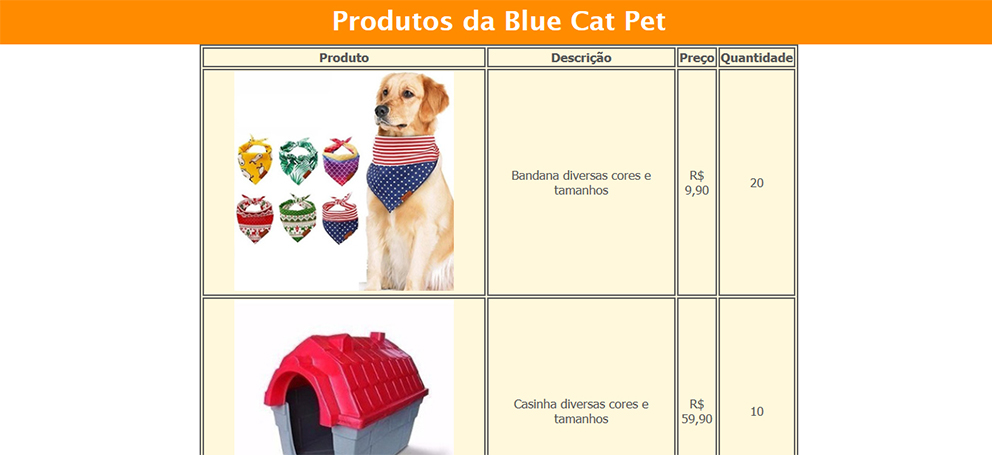 Produtos da Blue Cat Pet
Produto Descrição Preço Quantidade
Bandana diversas cores e
tamanhos
R$
9,90
20
Casinha diversas cores e
tamanhos
R$
59,90
10